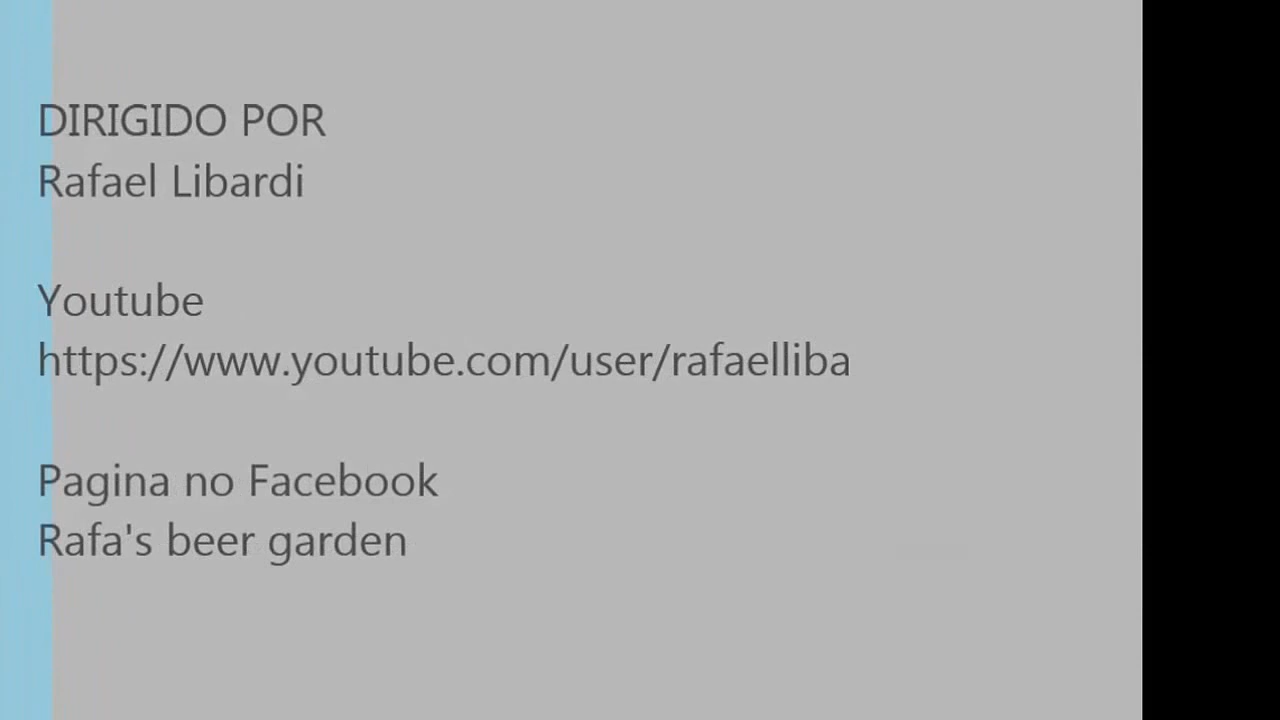 DIRIGIDO POR
Rafael Libardi
Youtube
https://www.youtube.com/user/rafaelliba
Pagina no Facebook
Rafa's beer garden